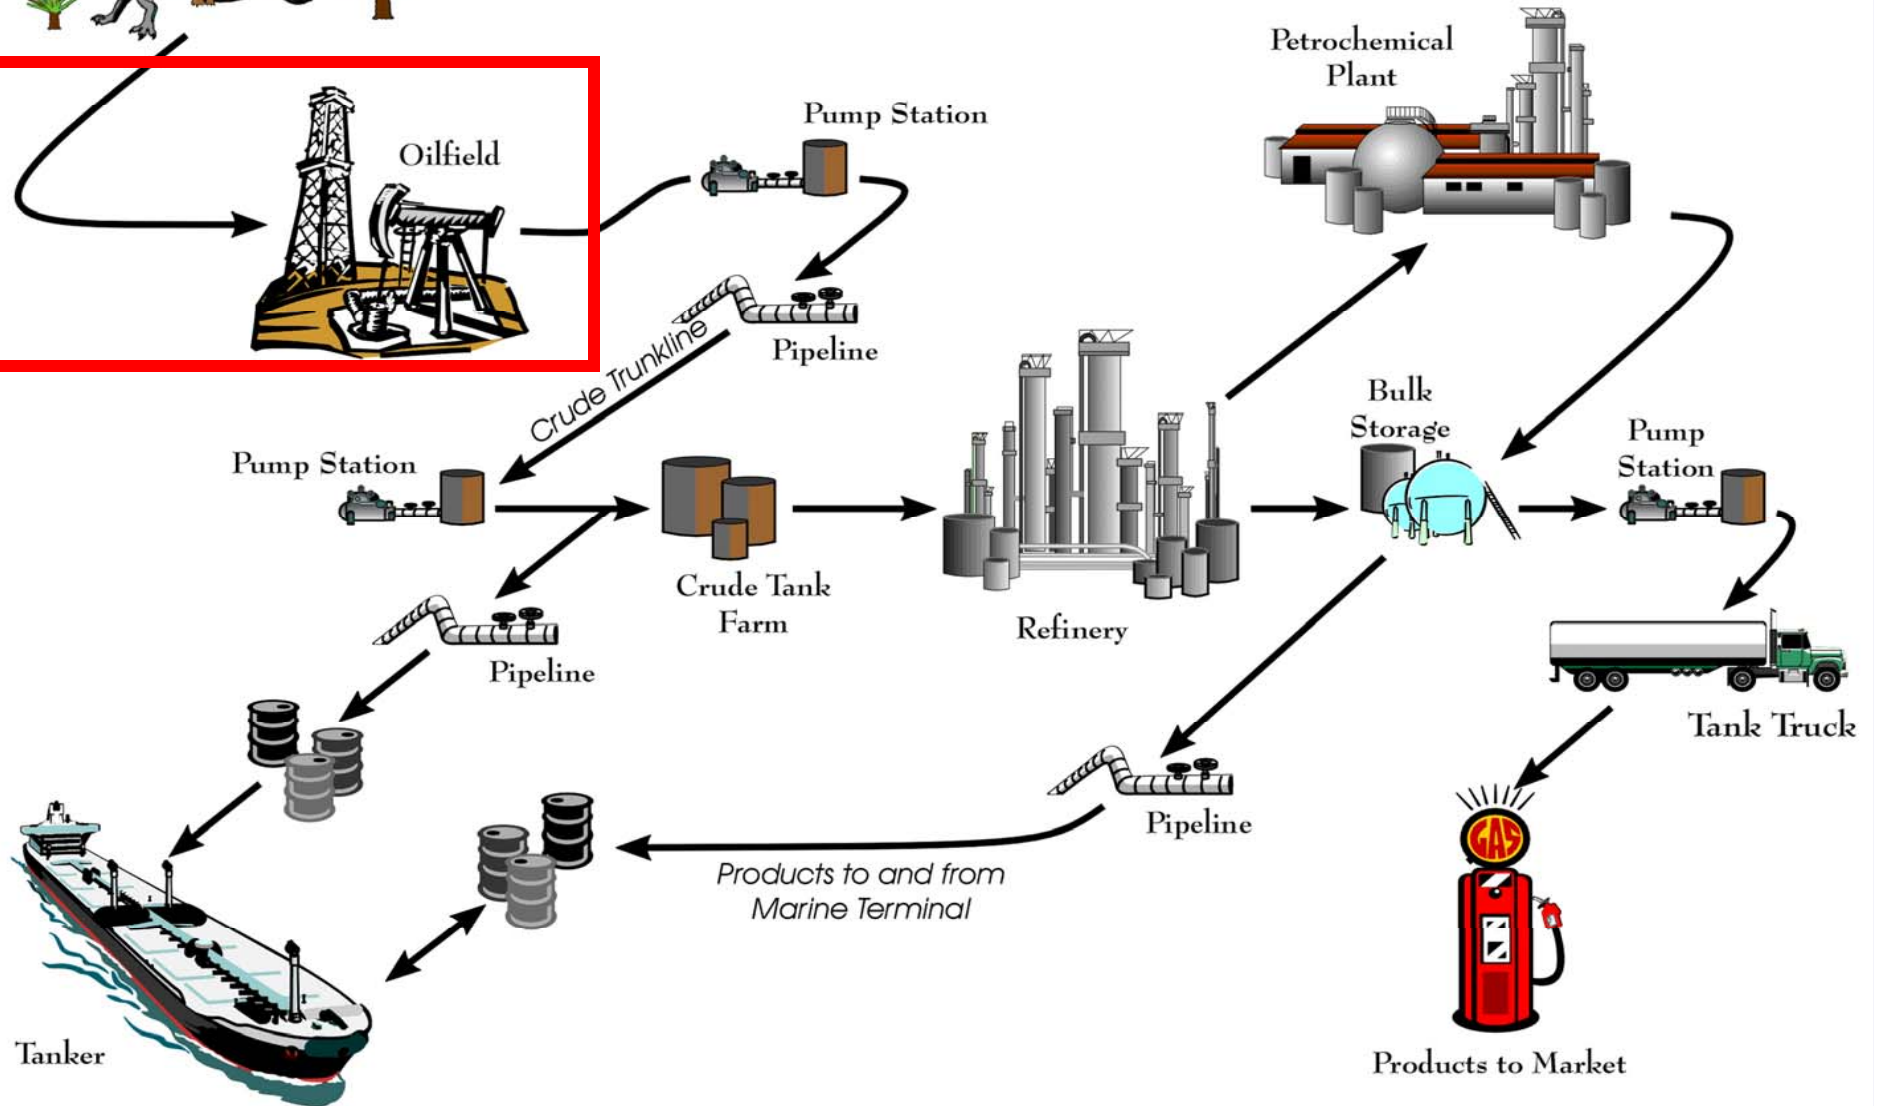 Petrochemical
Plant
Pump Station
Oilfield
Pipeline
Crude Trunkline
Bulk
Storage
Pump
Station
Pump Station
Crude Tank
Farm
Refinery
Pipeline
Tank Truck
Pipeline
GAS
Products to and from
Marine Terminal
Tanker
Products to Market